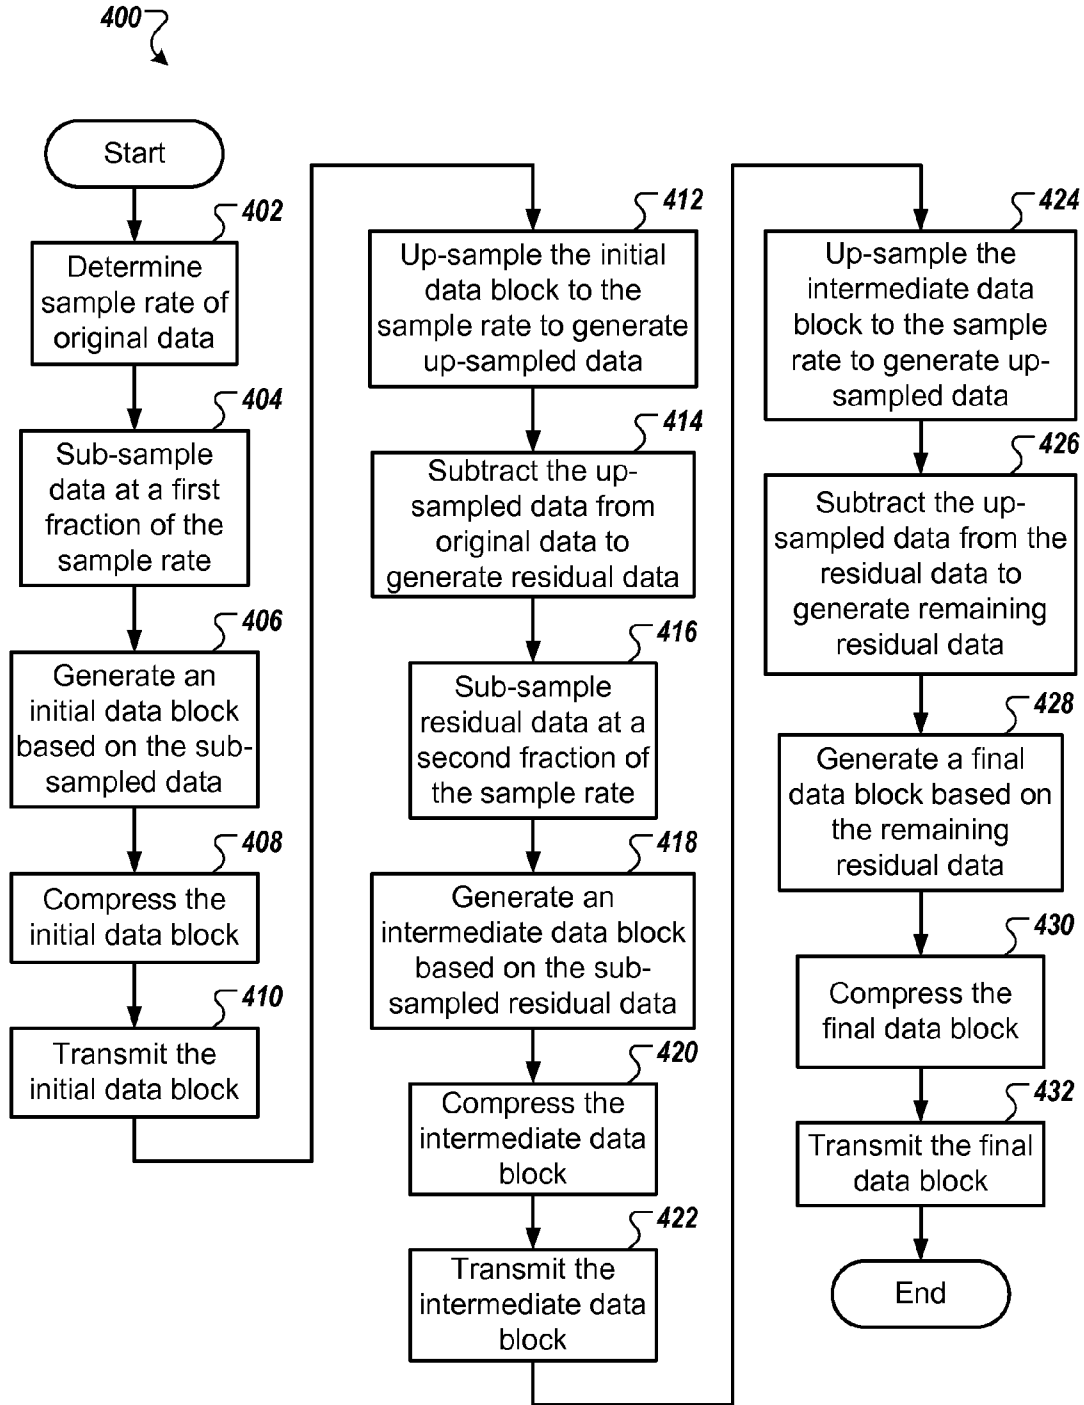 400
Start
402
Determine
sample rate of
original data
404
Sub-sample
data at a first
fraction of the
sample rate
406
Generate an
initial data block
based on the sub-
sampled data
408
Compress the
initial data block
410
Transmit the
initial data block
412
Up-sample the initial
data block to the
sample rate to generate
up-sampled data
414
Subtract the up-
sampled data from
original data to
generate residual data
416
Sub-sample
residual data at a
second fraction of
the sample rate
418
Generate an
intermediate data block
based on the sub-
sampled residual data
420
Compress the
intermediate data
block
422
Transmit the
intermediate data
block
424
Up-sample the
intermediate data
block to the sample
rate to generate up-
sampled data
426
Subtract the up-
sampled data from the
residual data to
generate remaining
residual data
428
Generate a final
data block based on
the remaining
residual data
430
Compress the
final data block
432
Transmit the final
data block
End